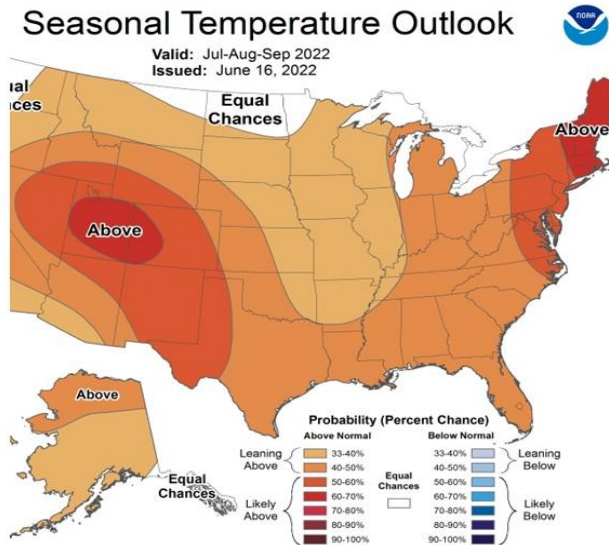 Seasonal Temperature Outlook
NOAA
Valid: Jul-Aug-Sep 2022
Issued: June 16, 2022
ual
Chances
Equal
Chances
Above
Above
Above
Equal
Chances
Probability (Percent Chance)
Above Normal
Below Normal
Leaning
Above
33-40%
40-50%
50-60%
60-70%
70-80%
80-90%
90-100%
Likely
Above
Equal
Chances
33-40%
40-50%
50-60%
60-70%
70-80%
80-90%
90-100%
Leaning
Below
Likely
Below